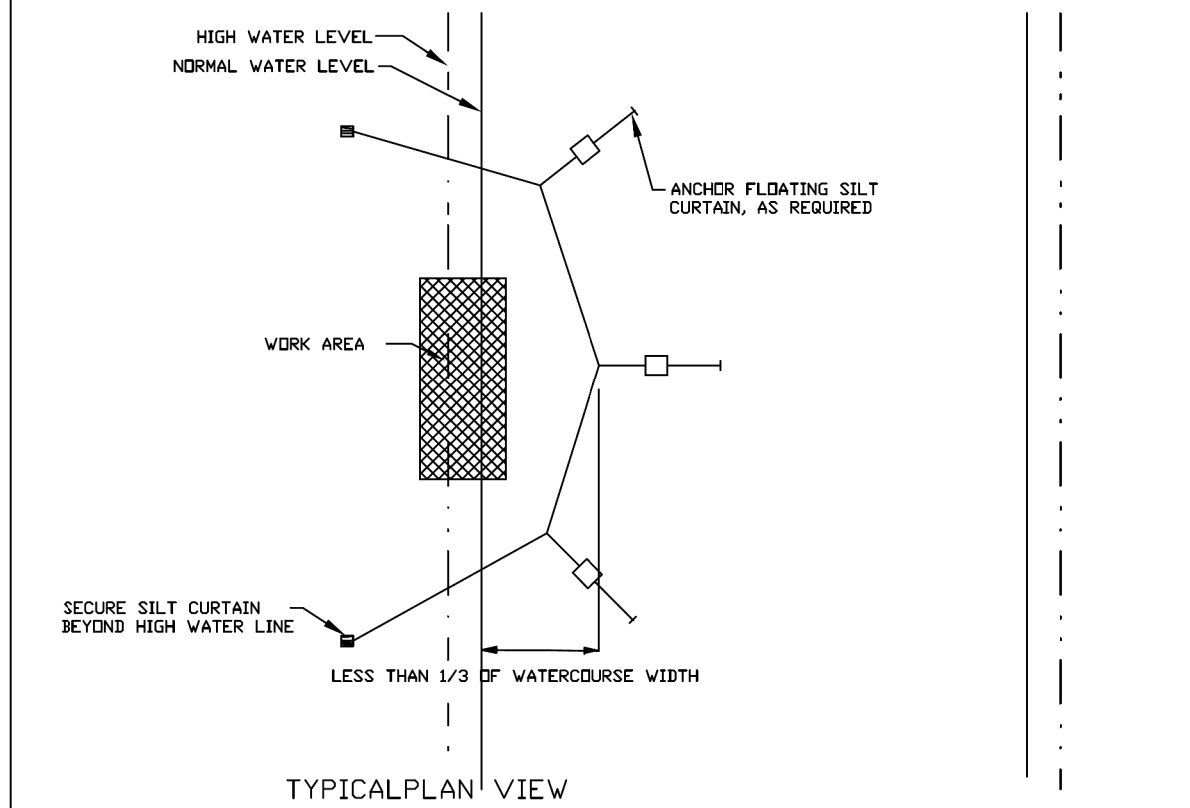 HIGH WATER LEVEL
NORMAL WATER LEVEL
ANCHOR FLOATING SILT
CURTAIN, AS REQUIRED
WORK AREA
SECURE SILT CURTAIN
BEYOND HIGH WATER LINE
LESS THAN 1/3 OF WATERCOURSE WIDTH
TYPICALPLAN VIEW